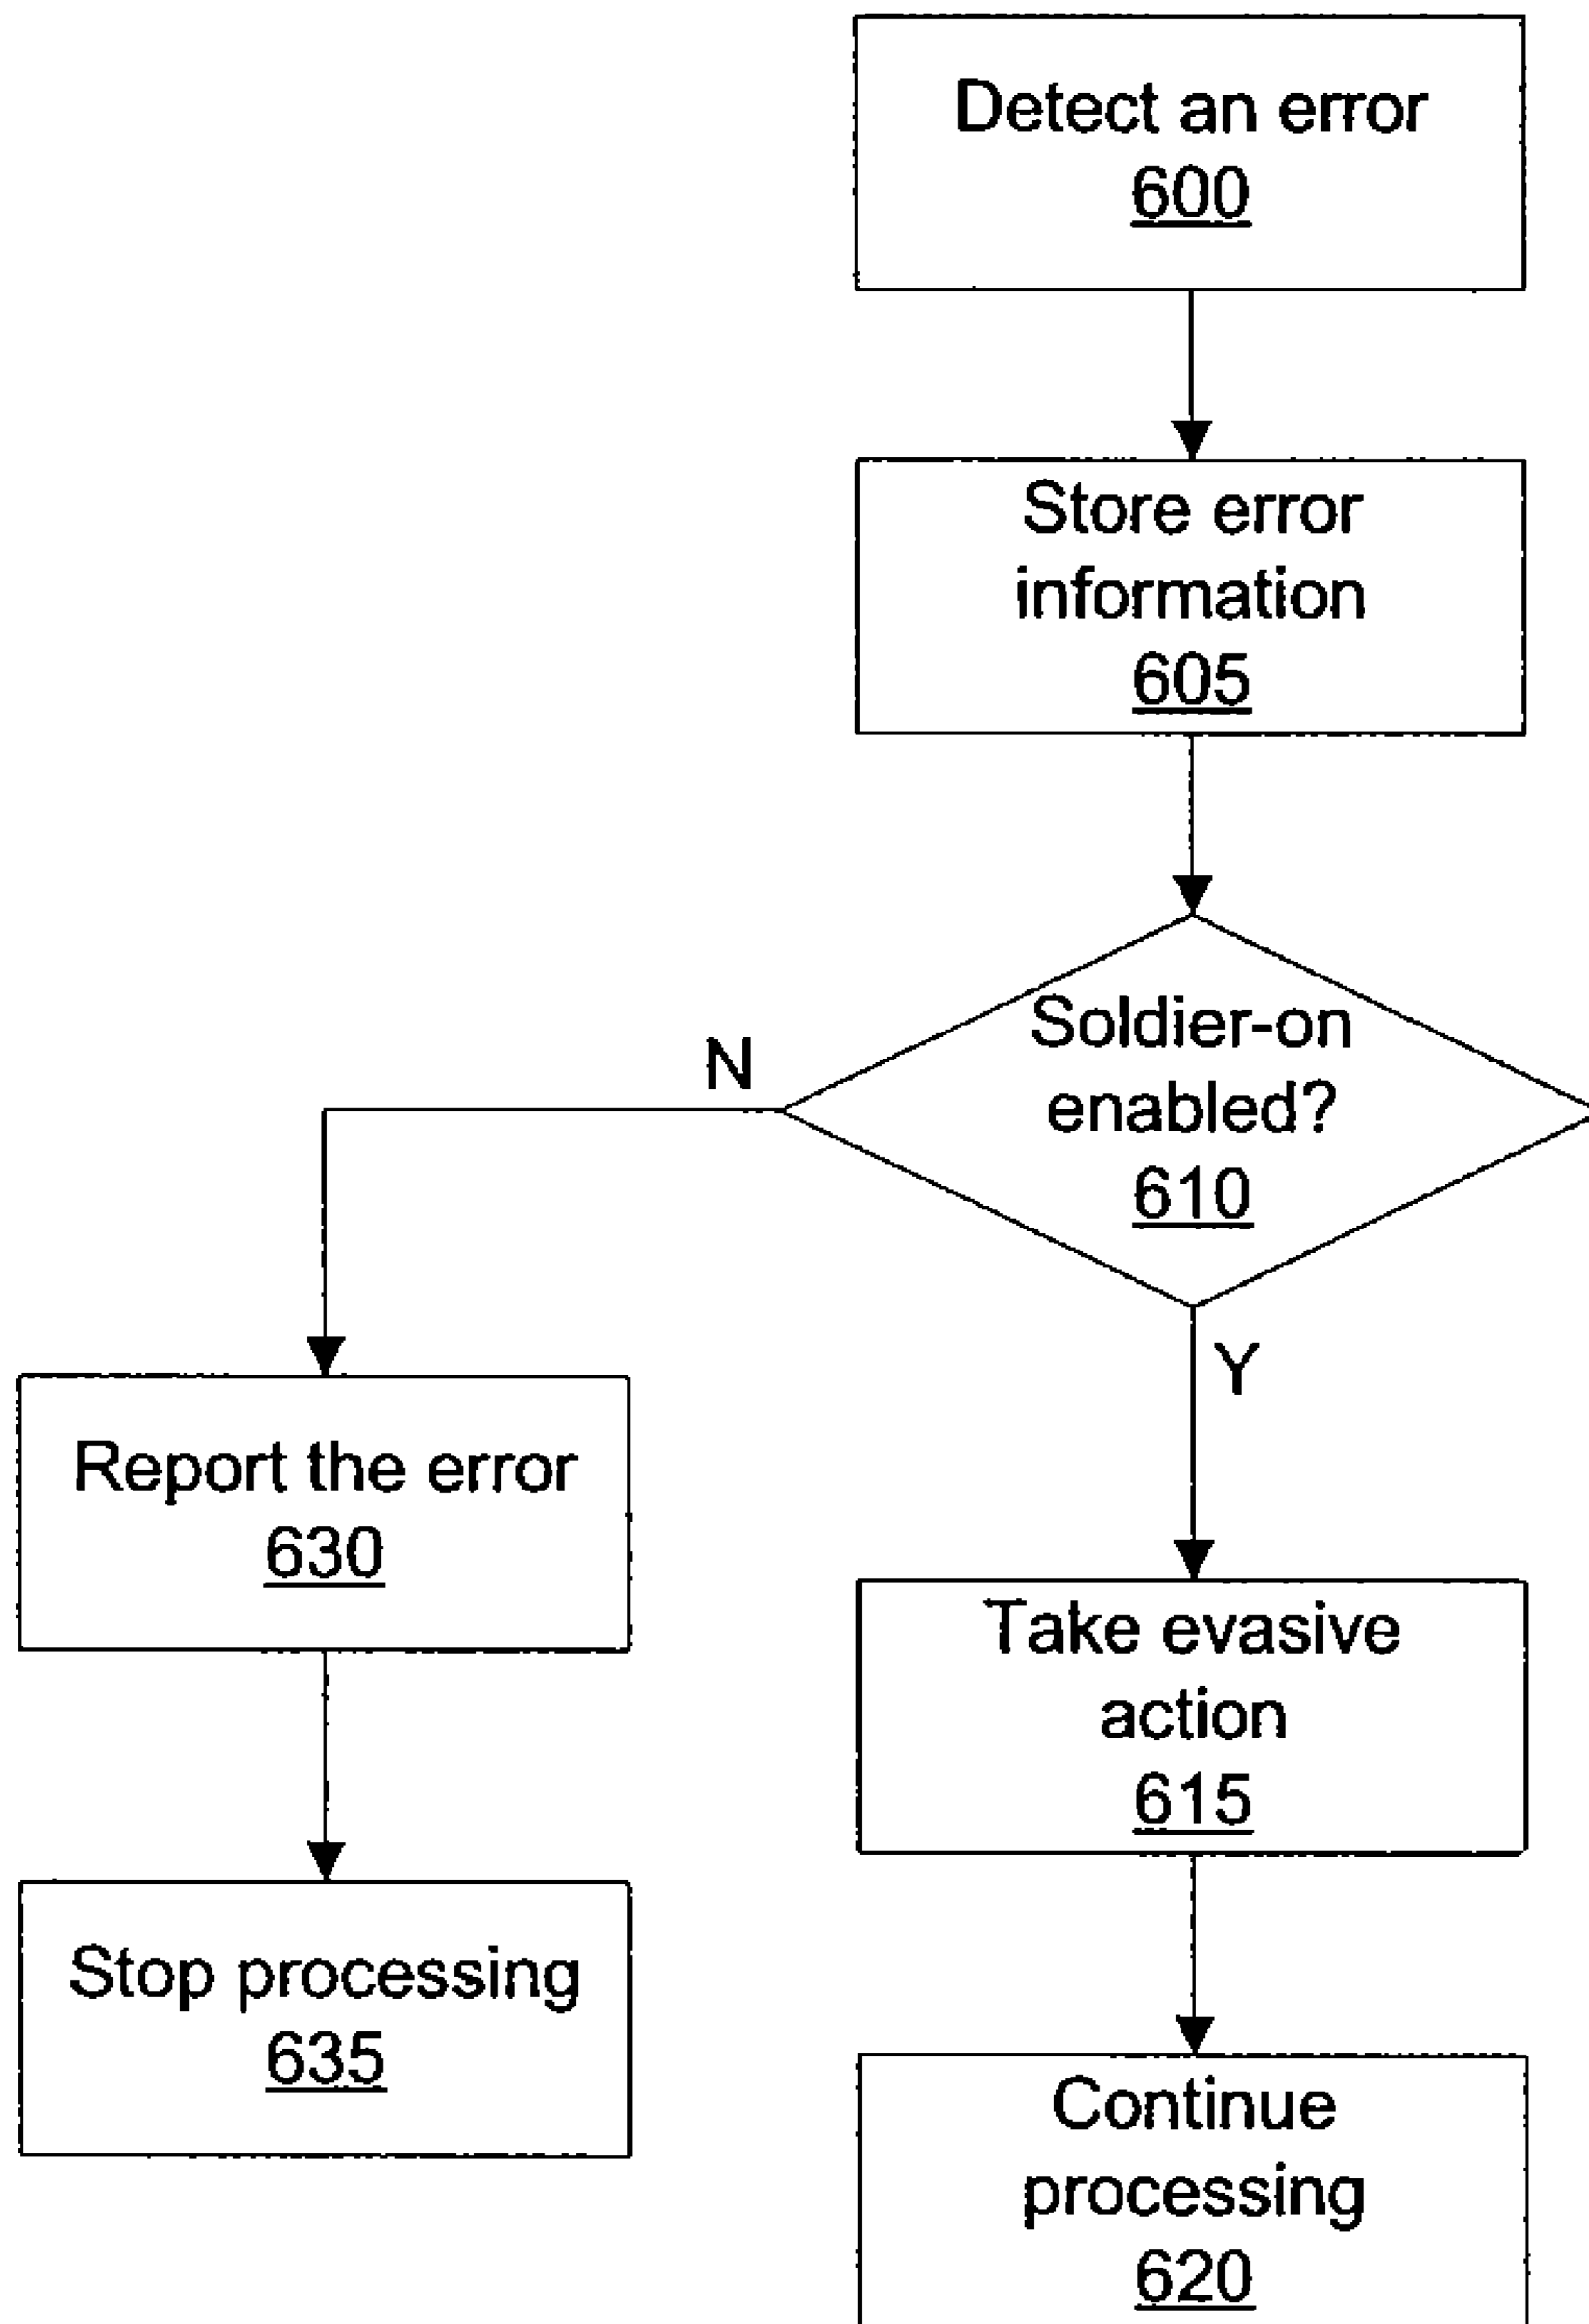 Detect an error
600
Store error
information
605
Soldier-on
enabled?
610
N
Y
Report the error
630
Take evasive
action
615
Stop processing
635
Continue
processing
620